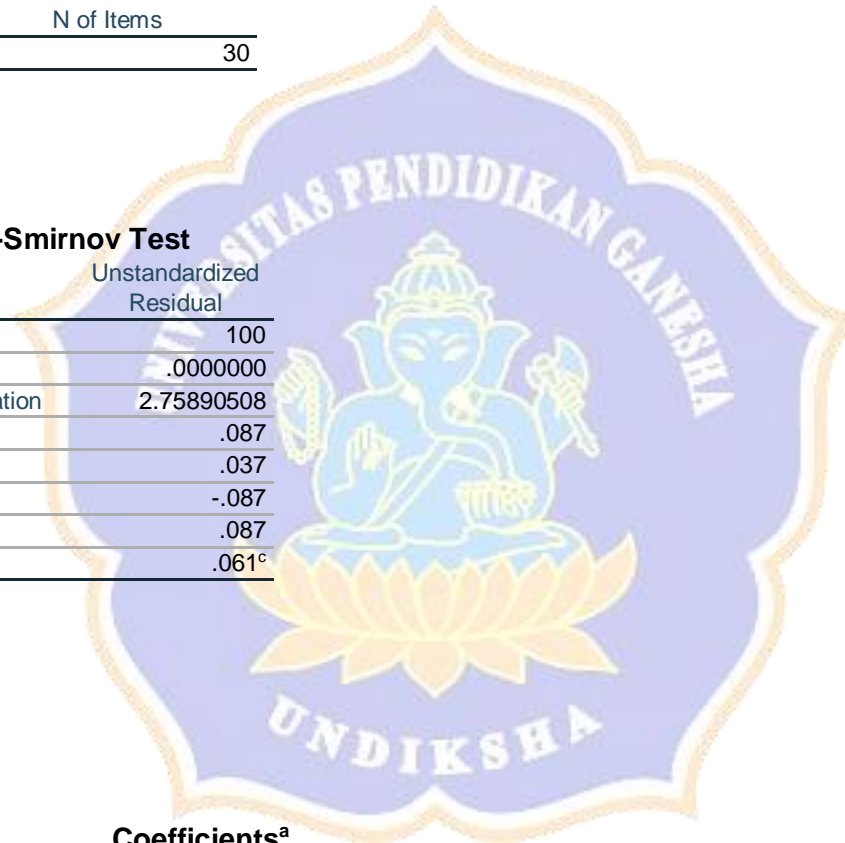 N of Items
30
-Smirnov Test
Unstandardized
Residual
100
.0000000
ation 2.75890508
.087
.037
-.087
.087
.061c
UNIVERSITAS PENDIDIKAN GANESHA
UNDIKSHA
Coefficientsa